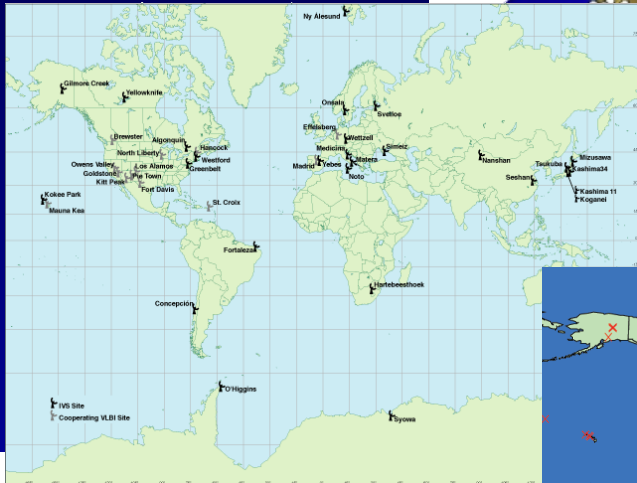 Ny Ålesund
Gilmore Creek
Yellowknife
Onsala
Svetloe
Effelsberg
Brewster
Algonquin
Hancock
Wettzell
North Liberty
Westford
Medicina
Simeiz
Mizusawa
Owens Valley
Los Alamos
Greenbelt
Madrid
Yebes
Matera
Nanshan
Tsukuba
Kashima34
Goldstone
Pie Town
Kitt Peak
Noto
Seshan
Fort Davis
Kashima 11
Kokee Park
Koganei
Mauna Kea
St. Croix
Fortaleza
Hartebeesthoek
Concepción
O'Higgins
IVS Site
Cooperating VLBI Site
Syowa